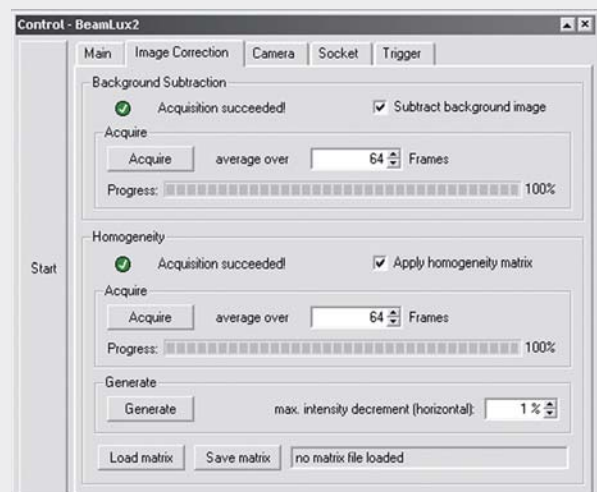 Control - BeamLux2
Main Image Correction Camera Socket Trigger
Background Subtraction
Acquisition succeeded! Subtract background image
Acquire
Acquire average over 64 Frames
Progress: 100%
Homogeneity
Start
Acquisition succeeded! Apply homogeneity matrix
Acquire
Acquire average over 64 Frames
Progress: 100%
Generate
Generate max. intensity decrement (horizontal): 1 %
Load matrix Save matrix no matrix file loaded